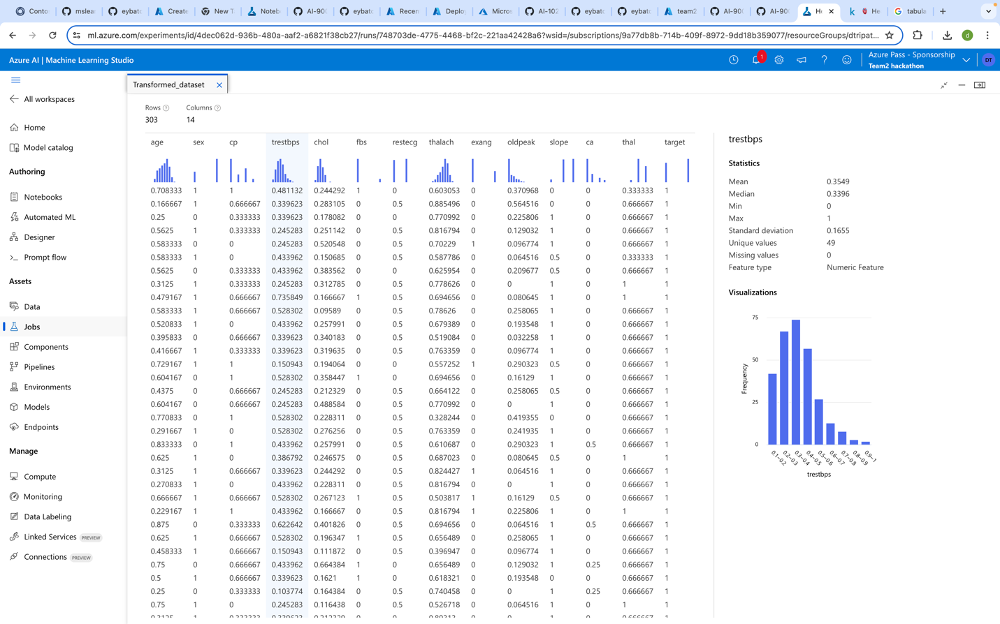 Conto
mslear
eybato
Create
New T
Noteb
AI-900
eybato
Recen
Deploy
Micros
AI-102
eybato
eybato
team2
AI-900
AI-900
He
He
tabula
ml.azure.com/experiments/id/4dec062d-936b-480a-aaf2-a6821f38cb27/runs/748703de-4775-4468-bf2c-221aa42428a6?wsid=/subscriptions/9a77db8b-714b-409f-8972-9dd18b359077/resourceGroups/dtripat...
d
Azure AI | Machine Learning Studio
1
Azure Pass - Sponsorship
Team2 hackathon
DT
All workspaces
Home
Model catalog
Authoring
Notebooks
Automated ML
Designer
Prompt flow
Assets
Data
Jobs
Components
Pipelines
Environments
Models
Endpoints
Manage
Compute
Monitoring
Data Labeling
Linked Services PREVIEW
Connections PREVIEW
Transformed_dataset
Rows Columns
303 14
age sex cp trestbps chol fbs restecg thalach exang oldpeak slope ca thal target
0.708333 1 1 0.481132 0.244292 1 0 0.603053 0 0.370968 0 0 0.333333 1
0.166667 1 0.666667 0.339623 0.283105 0 0.5 0.885496 0 0.564516 0 0 0.666667 1
0.25 0 0.333333 0.339623 0.178082 0 0 0.770992 0 0.225806 1 0 0.666667 1
0.5625 1 0.333333 0.245283 0.251142 0 0.5 0.816794 0 0.129032 1 0 0.666667 1
0.583333 0 0 0.245283 0.520548 0 0.5 0.70229 1 0.096774 1 0 0.666667 1
0.583333 1 0 0.433962 0.150685 0 0.5 0.587786 0 0.064516 0.5 0 0.333333 1
0.5625 0 0.333333 0.433962 0.383562 0 0 0.625954 0 0.209677 0.5 0 0.666667 1
0.3125 1 0.333333 0.245283 0.312785 0 0.5 0.778626 0 0 1 0 1 1
0.479167 1 0.666667 0.735849 0.166667 1 0.5 0.694656 0 0.080645 1 0 1 1
0.583333 1 0.666667 0.528302 0.09589 0 0.5 0.78626 0 0.258065 1 0 0.666667 1
0.520833 1 0 0.433962 0.257991 0 0.5 0.679389 0 0.193548 1 0 0.666667 1
0.395833 0 0.666667 0.339623 0.340183 0 0.5 0.519084 0 0.032258 1 0 0.666667 1
0.416667 1 0.333333 0.339623 0.319635 0 0.5 0.763359 0 0.096774 1 0 0.666667 1
0.729167 1 1 0.150943 0.194064 0 0 0.557252 1 0.290323 0.5 0 0.666667 1
0.604167 0 1 0.528302 0.358447 1 0 0.694656 0 0.16129 1 0 0.666667 1
0.4375 0 0.666667 0.245283 0.212329 0 0.5 0.664122 0 0.258065 0.5 0 0.666667 1
0.604167 0 0.666667 0.245283 0.488584 0 0.5 0.770992 0 0 1 0 0.666667 1
0.770833 0 1 0.528302 0.228311 0 0.5 0.328244 0 0.419355 0 0 0.666667 1
0.291667 1 0 0.528302 0.276256 0 0.5 0.763359 0 0.241935 1 0 0.666667 1
0.833333 0 1 0.433962 0.257991 0 0.5 0.610687 0 0.290323 1 0.5 0.666667 1
0.625 1 0 0.386792 0.246575 0 0.5 0.687023 0 0.080645 0.5 0 1 1
0.3125 1 0.666667 0.339623 0.244292 0 0.5 0.824427 1 0.064516 1 0 0.666667 1
0.270833 1 0 0.433962 0.228311 0 0.5 0.816794 0 0 1 0 0.666667 1
0.666667 1 0.666667 0.528302 0.267123 1 0.5 0.503817 1 0.16129 0.5 0 0.666667 1
0.229167 1 1 0.433962 0.166667 0 0.5 0.816794 1 0.225806 1 0 1 1
0.875 0 0.333333 0.622642 0.401826 0 0.5 0.694656 0 0.064516 1 0.5 0.666667 1
0.625 1 0.666667 0.528302 0.196347 1 0.5 0.656489 0 0.258065 1 0 0.666667 1
0.458333 1 0.666667 0.150943 0.111872 0 0.5 0.396947 0 0.096774 1 0 0.666667 1
0.75 0 0.666667 0.433962 0.664384 1 0 0.656489 0 0.129032 1 0.25 0.666667 1
0.5 1 0.666667 0.339623 0.1621 1 0 0.618321 0 0.193548 0 0 0.666667 1
0.25 0 0.333333 0.103774 0.164384 0 0 0.740458 0 0 1 0.25 0.666667 1
0.75 1 0 0.245283 0.116438 0 0.5 0.526718 0 0.064516 1 0 1 1
trestbps
Statistics
Mean 0.3549
Median 0.3396
Min 0
Max 1
Standard deviation 0.1655
Unique values 49
Missing values 0
Feature type Numeric Feature
Visualizations
75
50
25
0
Frequency
0.1~0.2
0.2~0.3
0.3~0.4
0.4~0.5
0.5~0.6
0.6~0.7
0.7~0.8
0.8~0.9
0.9~1
trestbps